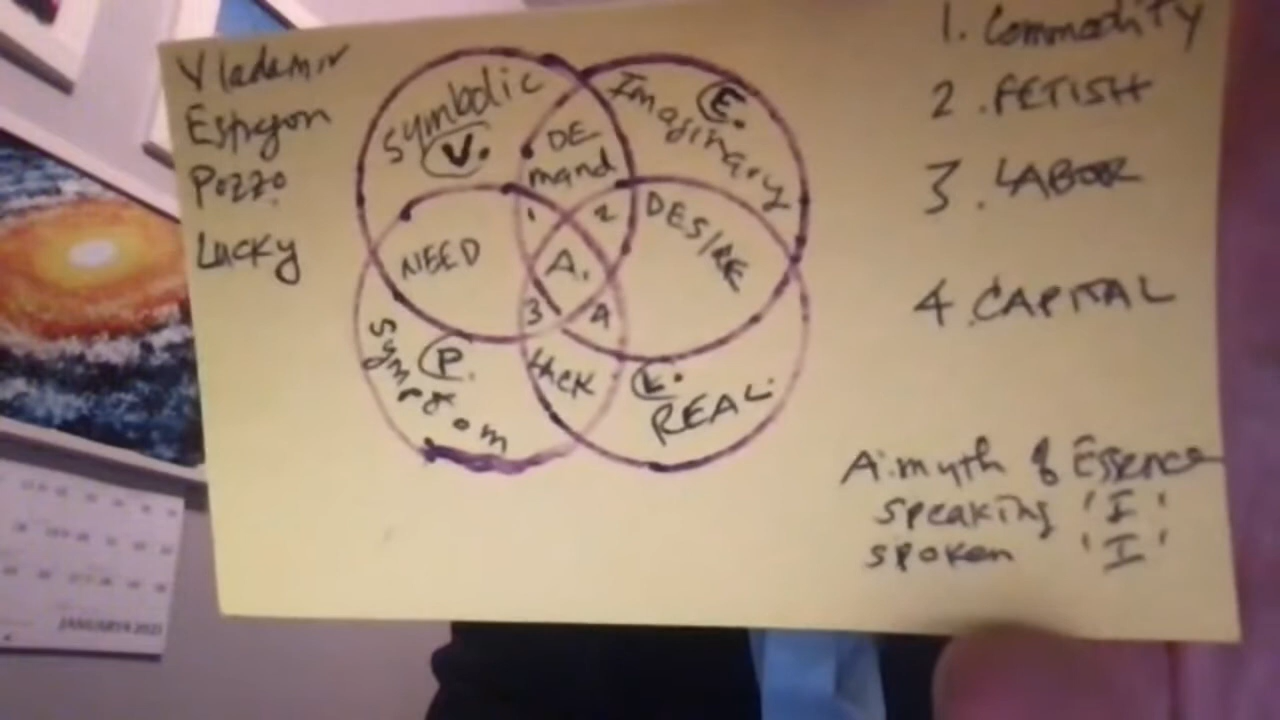 Vladamir
Estragon
Pozzo
Lucky
Symbolic
V.
Imaginary
E.
DE
mand
NEED
1
2
DESIRE
A.
3
4
Symptom
P.
LACK
L.
REAL
1. Commodity
2. FETISH
3. LABOR
4. CAPITAL
A: myth of Essence
speaking 'I'
spoken 'I'
JANUARY